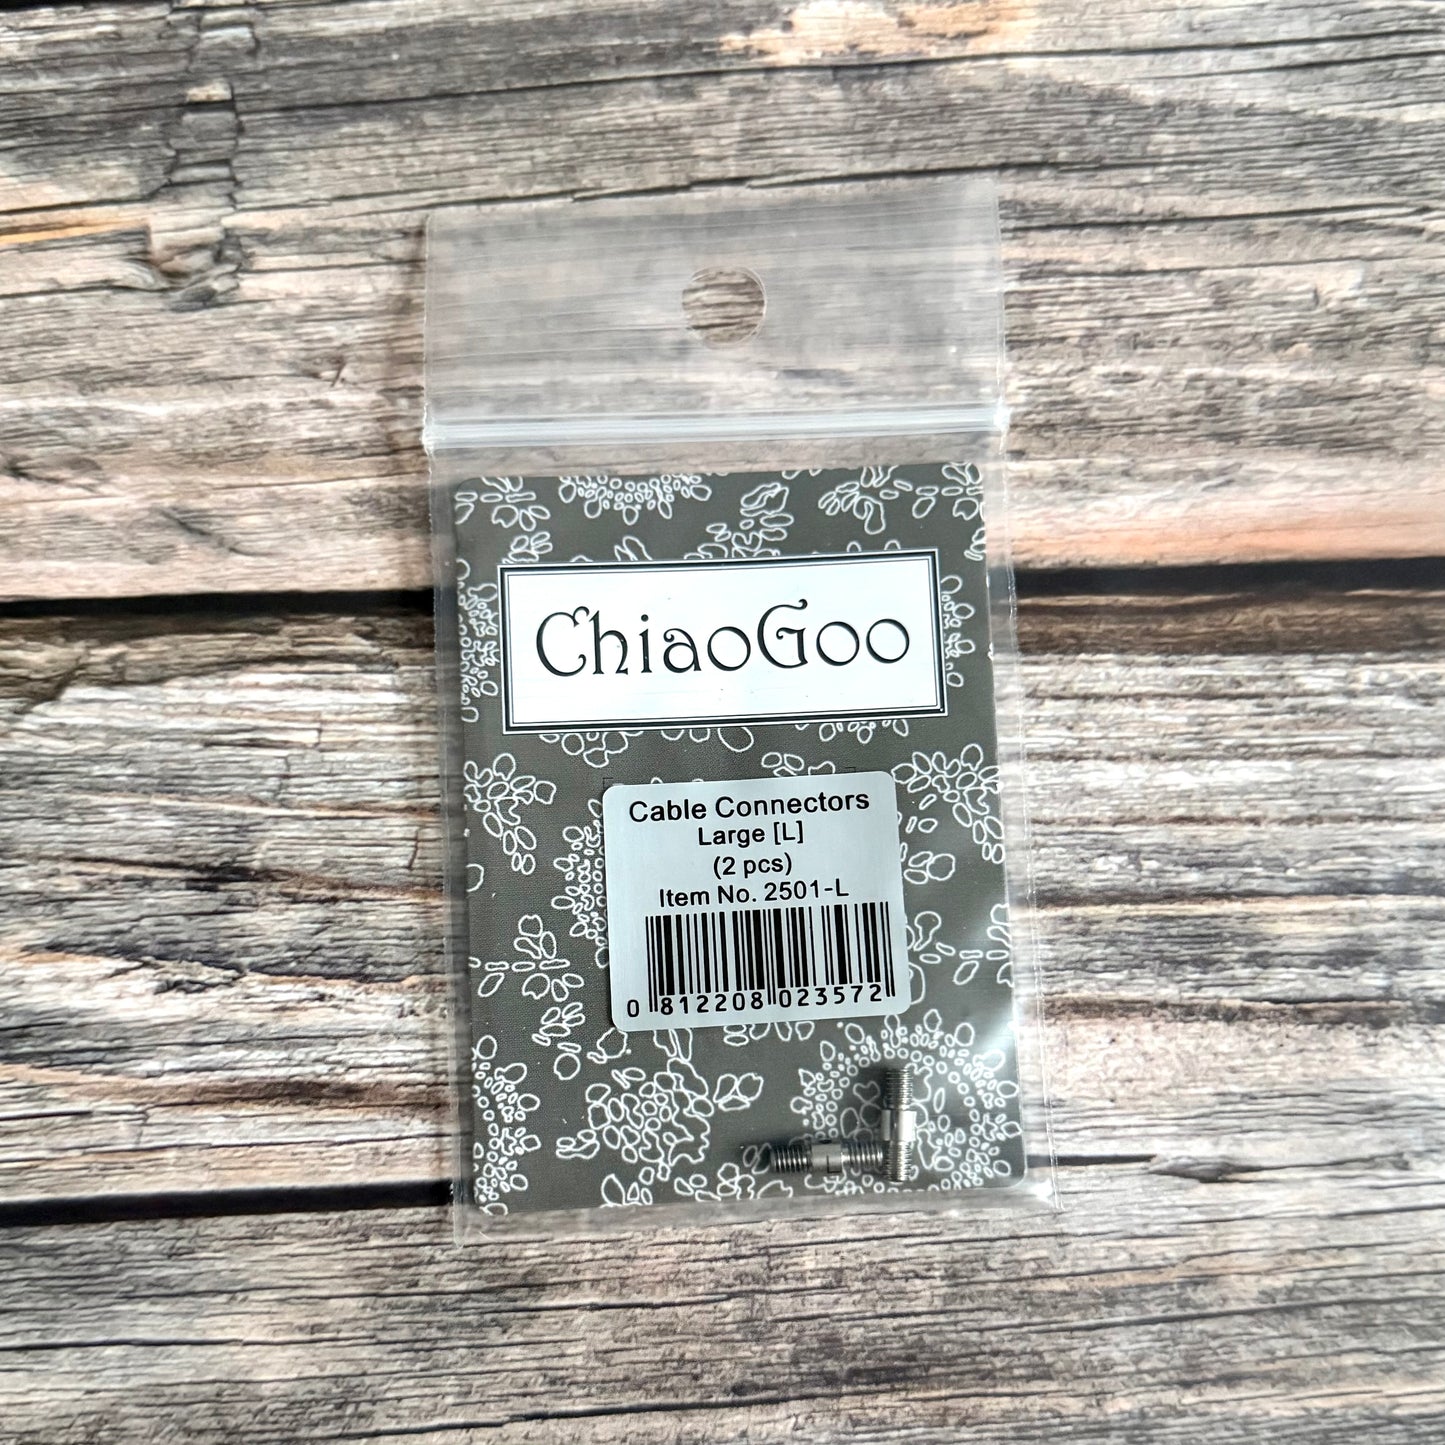 ChiaoGoo
Cable Connectors
Large [L]
(2 pcs)
Item No. 2501-L
0 812208 023572
L